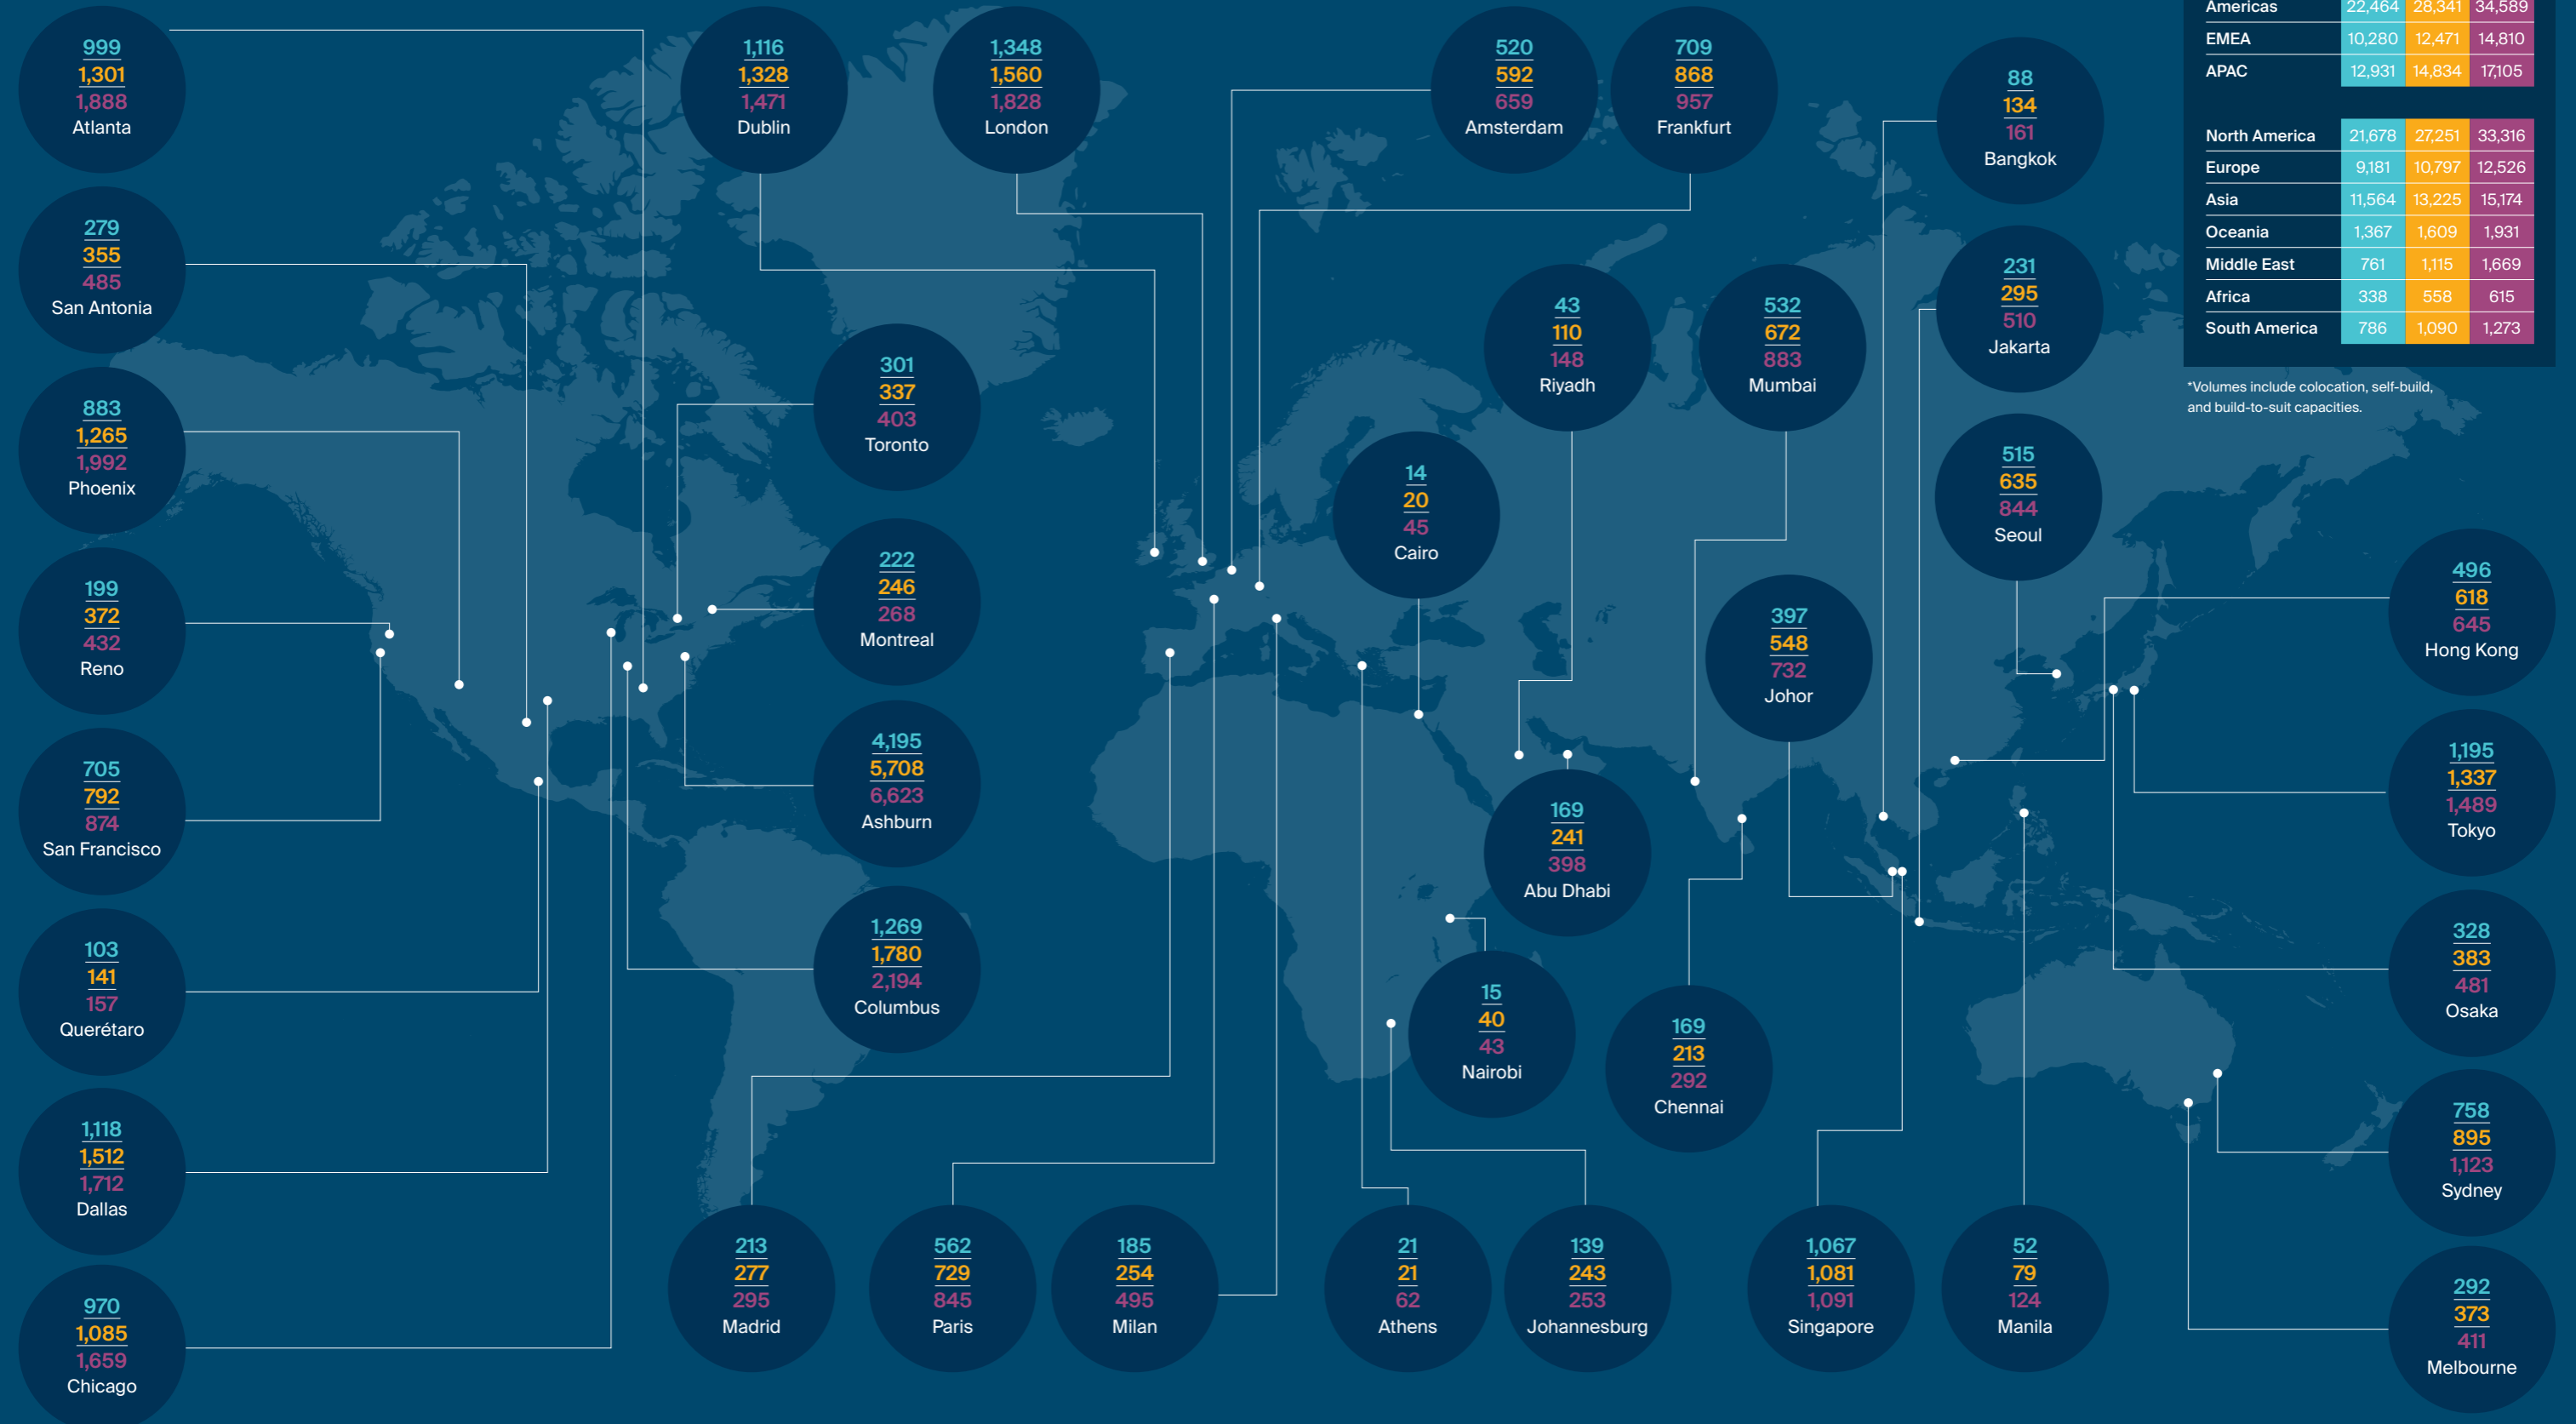 999
1,301
1,888
Atlanta
1,116
1,328
1,471
Dublin
1,348
1,560
1,828
London
520
592
659
Amsterdam
709
868
957
Frankfurt
88
134
161
Bangkok
Americas 22,464 28,341 34,589
EMEA 10,280 12,471 14,810
APAC 12,931 14,834 17,105
North America 21,678 27,251 33,316
Europe 9,181 10,797 12,526
Asia 11,564 13,225 15,174
Oceania 1,367 1,609 1,931
Middle East 761 1,115 1,669
Africa 338 558 615
South America 786 1,090 1,273
*Volumes include colocation, self-build,
and build-to-suit capacities.
279
355
485
San Antonia
301
337
403
Toronto
43
110
148
Riyadh
532
672
883
Mumbai
231
295
510
Jakarta
883
1,265
1,992
Phoenix
14
20
45
Cairo
515
635
844
Seoul
199
372
432
Reno
222
246
268
Montreal
397
548
732
Johor
496
618
645
Hong Kong
705
792
874
San Francisco
4,195
5,708
6,623
Ashburn
169
241
398
Abu Dhabi
1,195
1,337
1,489
Tokyo
103
141
157
Querétaro
1,269
1,780
2,194
Columbus
15
40
43
Nairobi
169
213
292
Chennai
328
383
481
Osaka
1,118
1,512
1,712
Dallas
758
895
1,123
Sydney
970
1,085
1,659
Chicago
213
277
295
Madrid
562
729
845
Paris
185
254
495
Milan
21
21
62
Athens
139
243
253
Johannesburg
1,067
1,081
1,091
Singapore
52
79
124
Manila
292
373
411
Melbourne